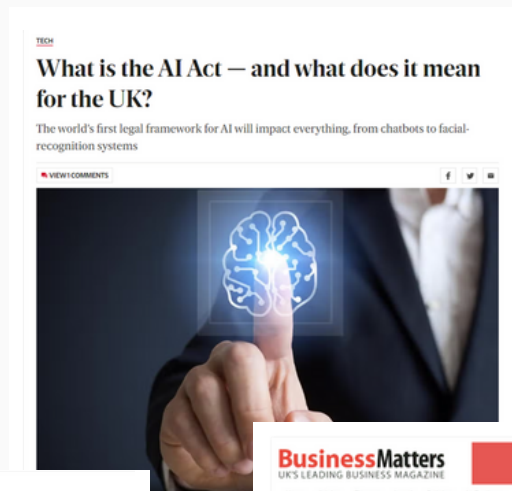 TECH
What is the AI Act — and what does it mean
for the UK?
The world's first legal framework for AI will impact everything, from chatbots to facial-
recognition systems
VIEW 1 COMMENTS
BusinessMatters
UK'S LEADING BUSINESS MAGAZINE